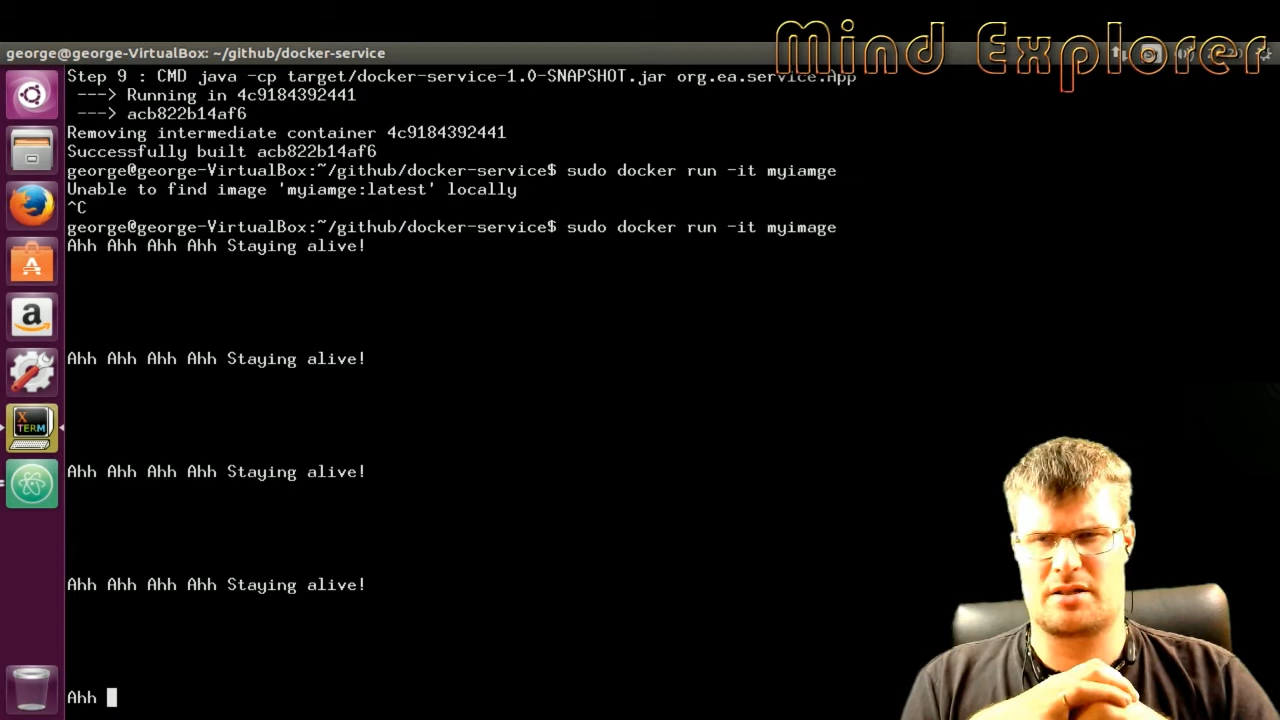 Mind Explorer
george@george-VirtualBox: ~/github/docker-service
Step 9 : CMD java -cp target/docker-service-1.0-SNAPSHOT.jar org.ea.service.App
---> Running in 4c9184392441
---> acb822b14af6
Removing intermediate container 4c9184392441
Successfully built acb822b14af6
george@george-VirtualBox:~/github/docker-service$ sudo docker run -it myiamge
Unable to find image 'myiamge:latest' locally
^C
george@george-VirtualBox:~/github/docker-service$ sudo docker run -it myimage
Ahh Ahh Ahh Ahh Staying alive!
Ahh Ahh Ahh Ahh Staying alive!
Ahh Ahh Ahh Ahh Staying alive!
Ahh Ahh Ahh Ahh Staying alive!
Ahh
X
TERM